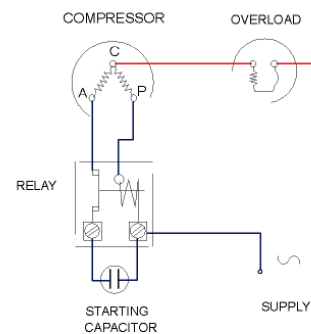 COMPRESSOR
OVERLOAD
C
A
P
RELAY
STARTING
CAPACITOR
SUPPLY